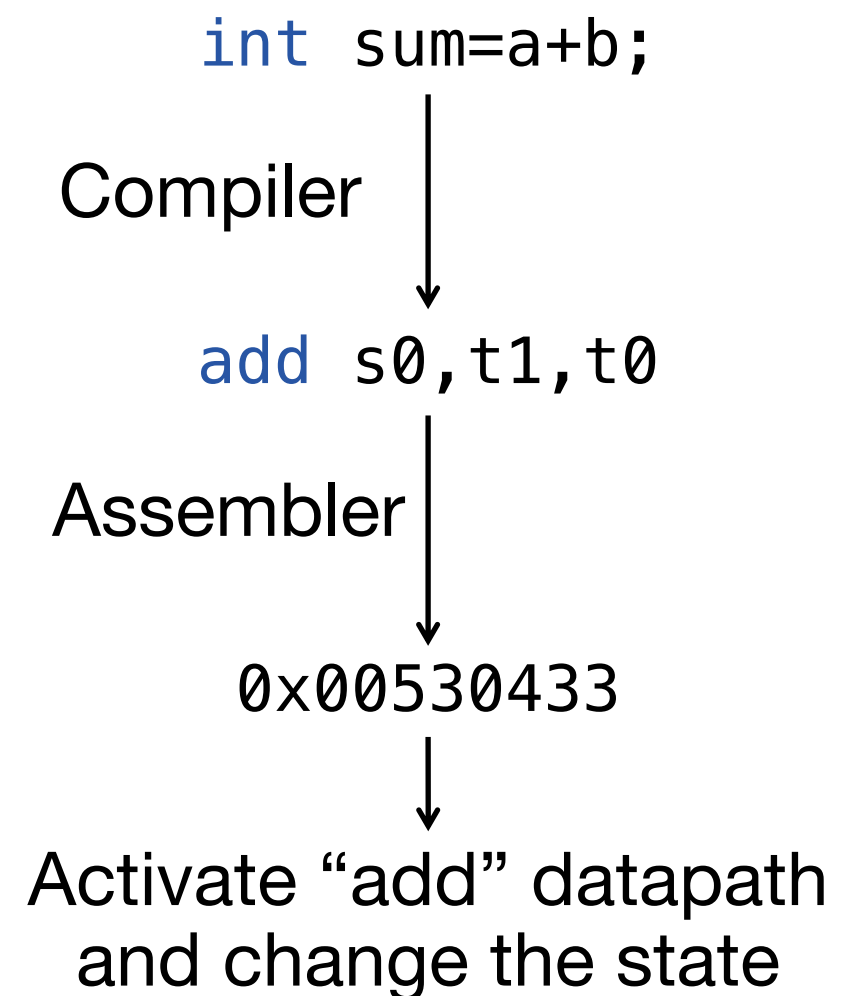 int sum=a+b;
Compiler
add s0,t1,t0
Assembler
0x00530433
Activate “add” datapath
and change the state